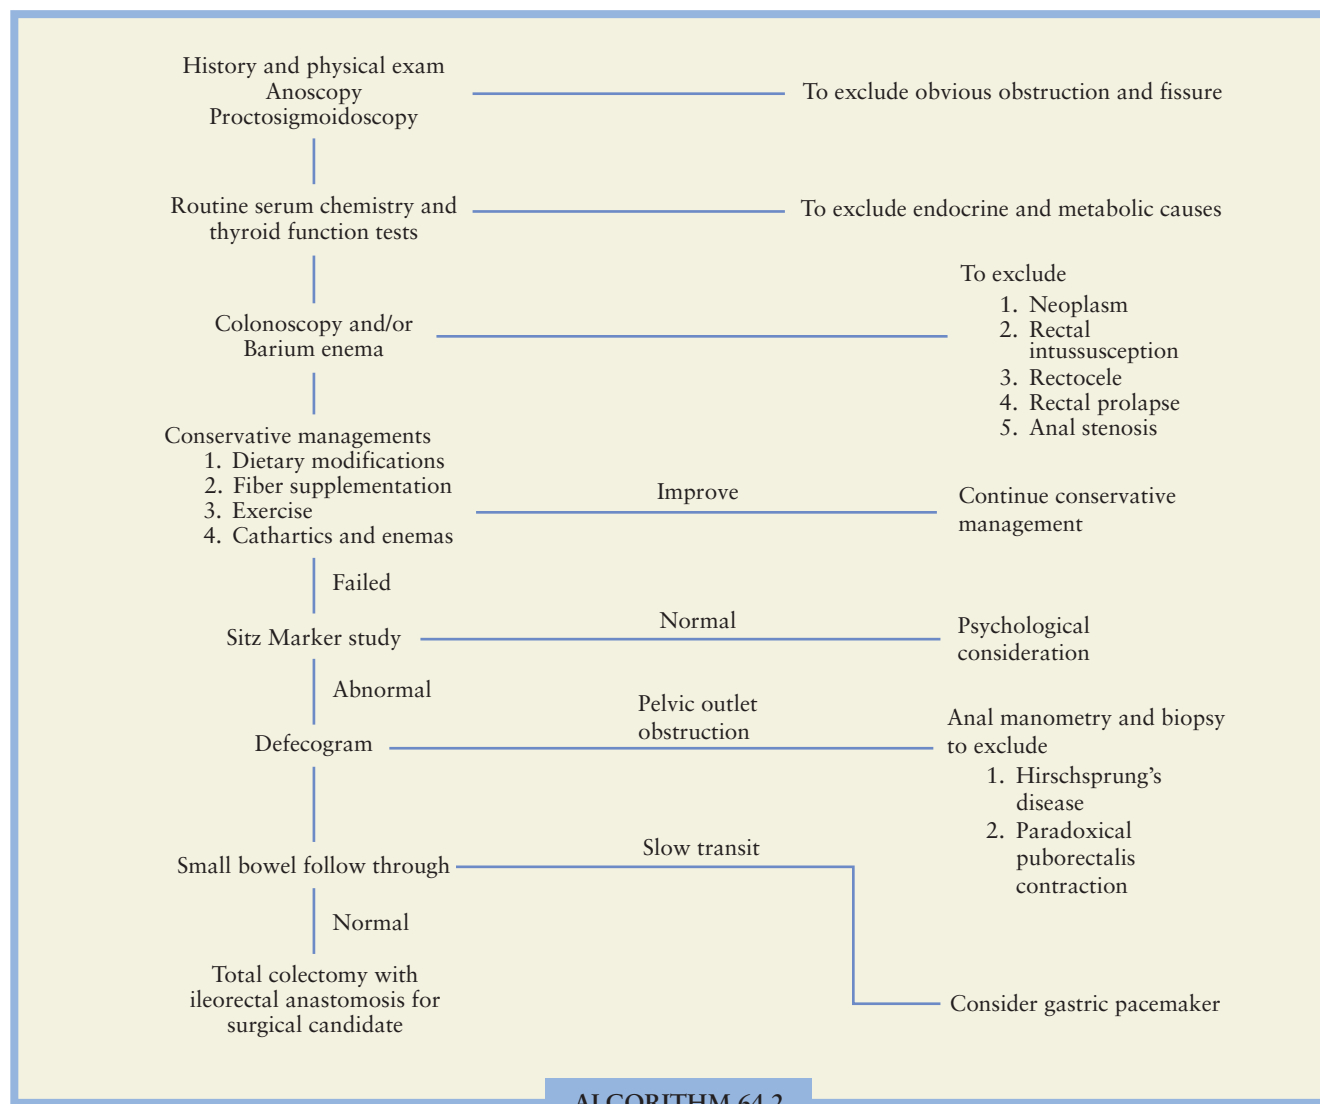 History and physical exam
Anoscopy
Proctosigmoidoscopy
To exclude obvious obstruction and fissure
Routine serum chemistry and
thyroid function tests
To exclude endocrine and metabolic causes
Colonoscopy and/or
Barium enema
To exclude
1. Neoplasm
2. Rectal
intussusception
3. Rectocele
4. Rectal prolapse
5. Anal stenosis
Conservative managements
1. Dietary modifications
2. Fiber supplementation
3. Exercise
4. Cathartics and enemas
Improve
Continue conservative
management
Failed
Sitz Marker study
Normal
Psychological
consideration
Abnormal
Defecogram
Pelvic outlet
obstruction
Anal manometry and biopsy
to exclude
1. Hirschsprung’s
disease
2. Paradoxical
puborectalis
contraction
Small bowel follow through
Slow transit
Consider gastric pacemaker
Normal
Total colectomy with
ileorectal anastomosis for
surgical candidate
ALGORITHM 64.2